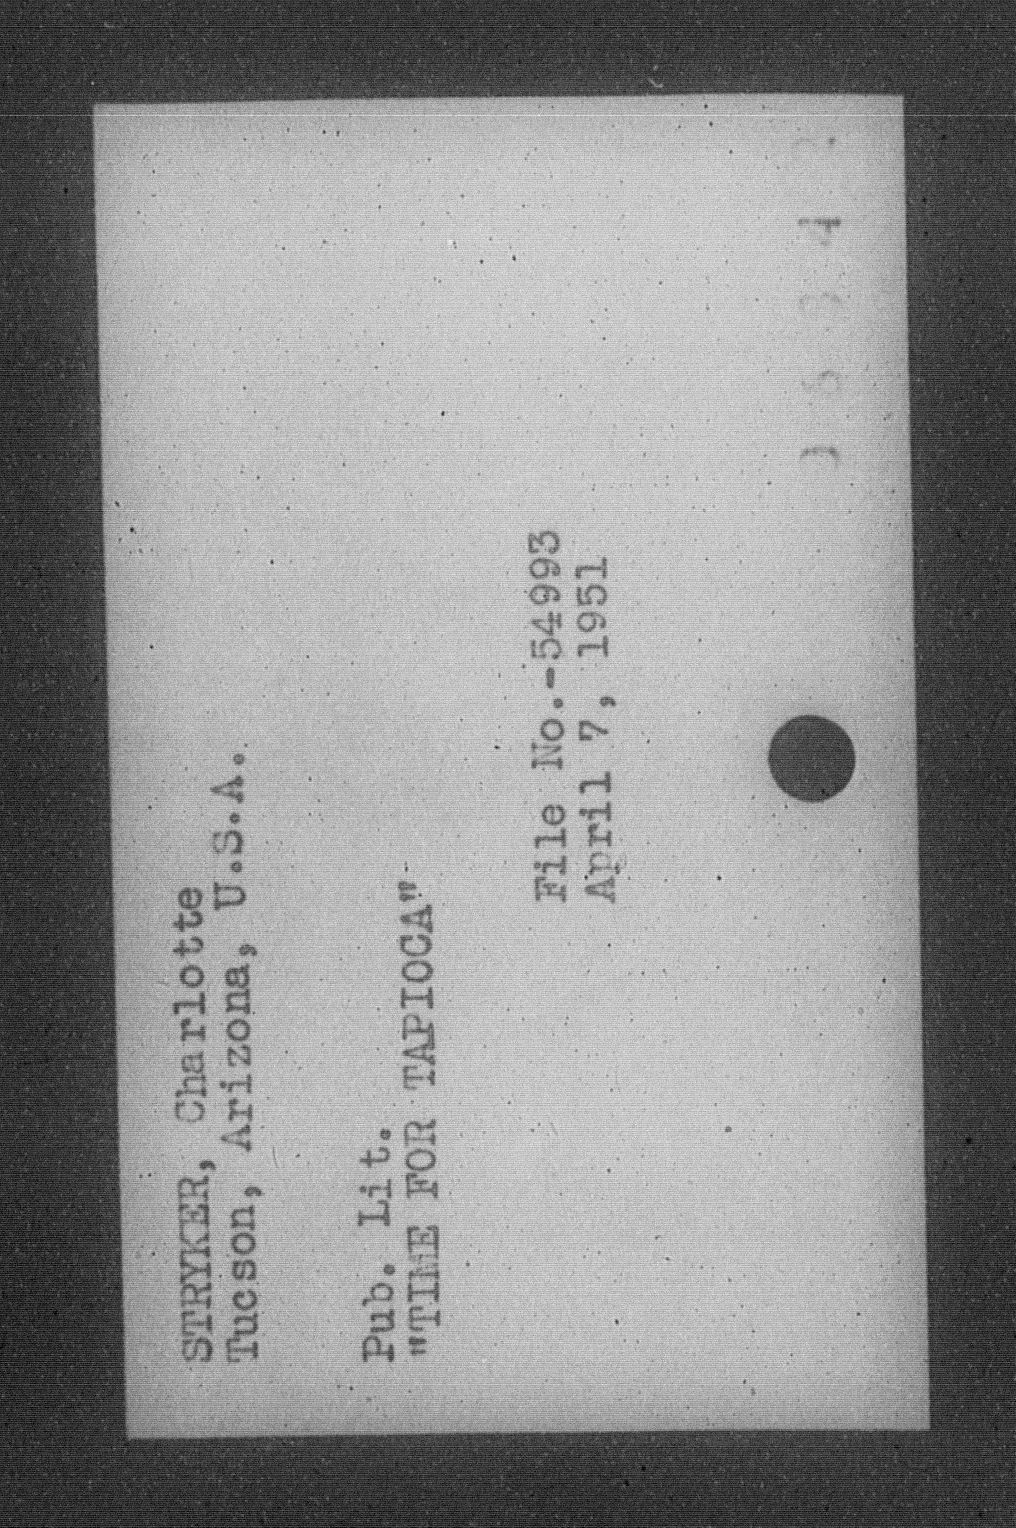 STRYKER, Charlotte
Tucson, Arizona, U.S.A.
Pub. Lit.
"TIME FOR TAPIOCA"
File No.-54993
April 7, 1951